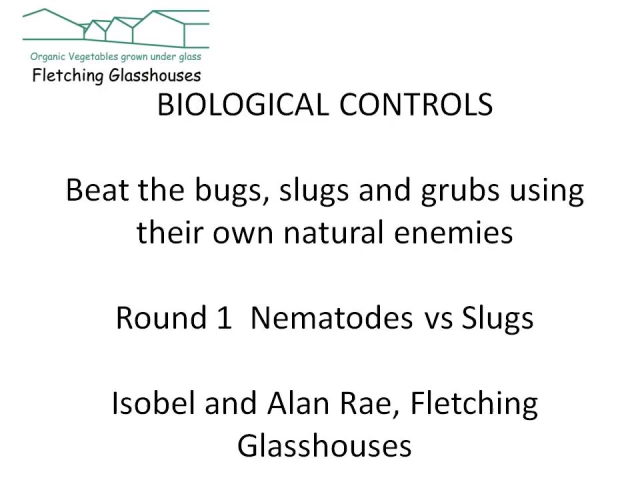 Organic Vegetables grown under glass
Fletching Glasshouses
BIOLOGICAL CONTROLS
Beat the bugs, slugs and grubs using
their own natural enemies
Round 1  Nematodes vs Slugs
Isobel and Alan Rae, Fletching
Glasshouses